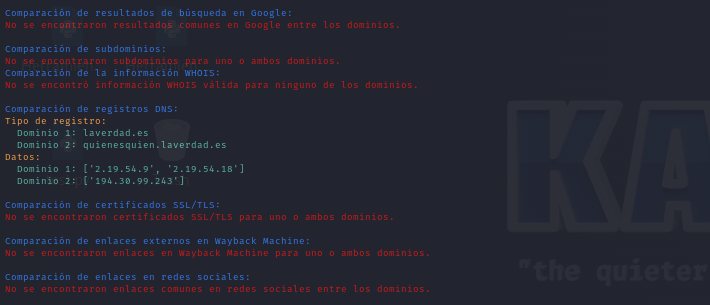 Comparación de resultados de búsqueda en Google:
No se encontraron resultados comunes en Google entre los dominios.
Comparación de subdominios:
No se encontraron subdominios para uno o ambos dominios.
Comparación de la información WHOIS:
No se encontró información WHOIS válida para ninguno de los dominios.
Comparación de registros DNS:
Tipo de registro:
Dominio 1: laverdad.es
Dominio 2: quienesquien.laverdad.es
Datos:
Dominio 1: ['2.19.54.9', '2.19.54.18']
Dominio 2: ['194.30.99.243']
Comparación de certificados SSL/TLS:
No se encontraron certificados SSL/TLS para uno o ambos dominios.
Comparación de enlaces externos en Wayback Machine:
No se encontraron enlaces en Wayback Machine para uno o ambos dominios.
Comparación de enlaces en redes sociales:
No se encontraron enlaces comunes en redes sociales entre los dominios.
KA
"the quieter